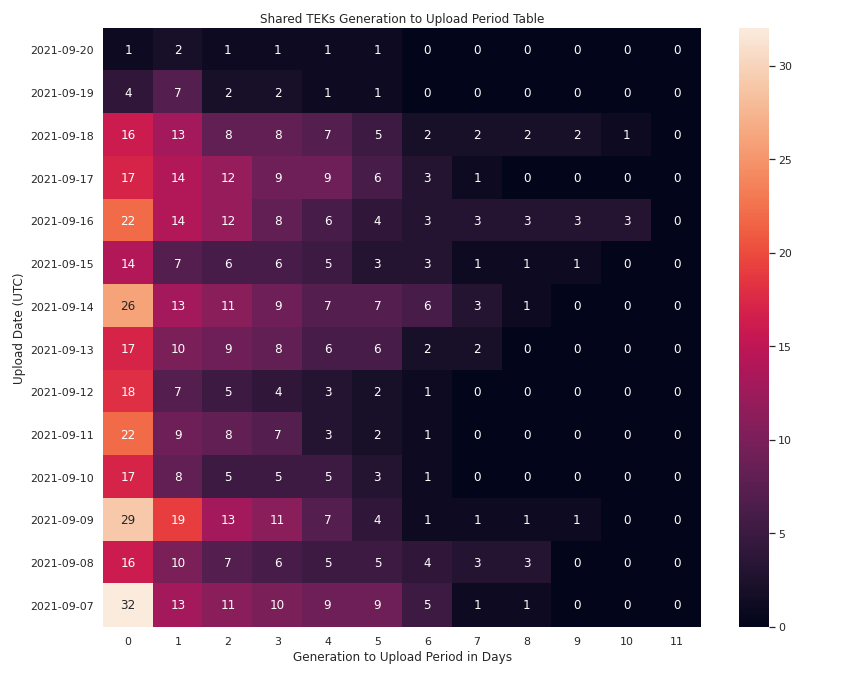 Shared TEKs Generation to Upload Period Table
Upload Date (UTC)
2021-09-20 1 2 1 1 1 1 0 0 0 0 0 0
2021-09-19 4 7 2 2 1 1 0 0 0 0 0 0
2021-09-18 16 13 8 8 7 5 2 2 2 2 1 0
2021-09-17 17 14 12 9 9 6 3 1 0 0 0 0
2021-09-16 22 14 12 8 6 4 3 3 3 3 3 0
2021-09-15 14 7 6 6 5 3 3 1 1 1 0 0
2021-09-14 26 13 11 9 7 7 6 3 1 0 0 0
2021-09-13 17 10 9 8 6 6 2 2 0 0 0 0
2021-09-12 18 7 5 4 3 2 1 0 0 0 0 0
2021-09-11 22 9 8 7 3 2 1 0 0 0 0 0
2021-09-10 17 8 5 5 5 3 1 0 0 0 0 0
2021-09-09 29 19 13 11 7 4 1 1 1 1 0 0
2021-09-08 16 10 7 6 5 5 4 3 3 0 0 0
2021-09-07 32 13 11 10 9 9 5 1 1 0 0 0
0 1 2 3 4 5 6 7 8 9 10 11
Generation to Upload Period in Days
30
25
20
15
10
5
0